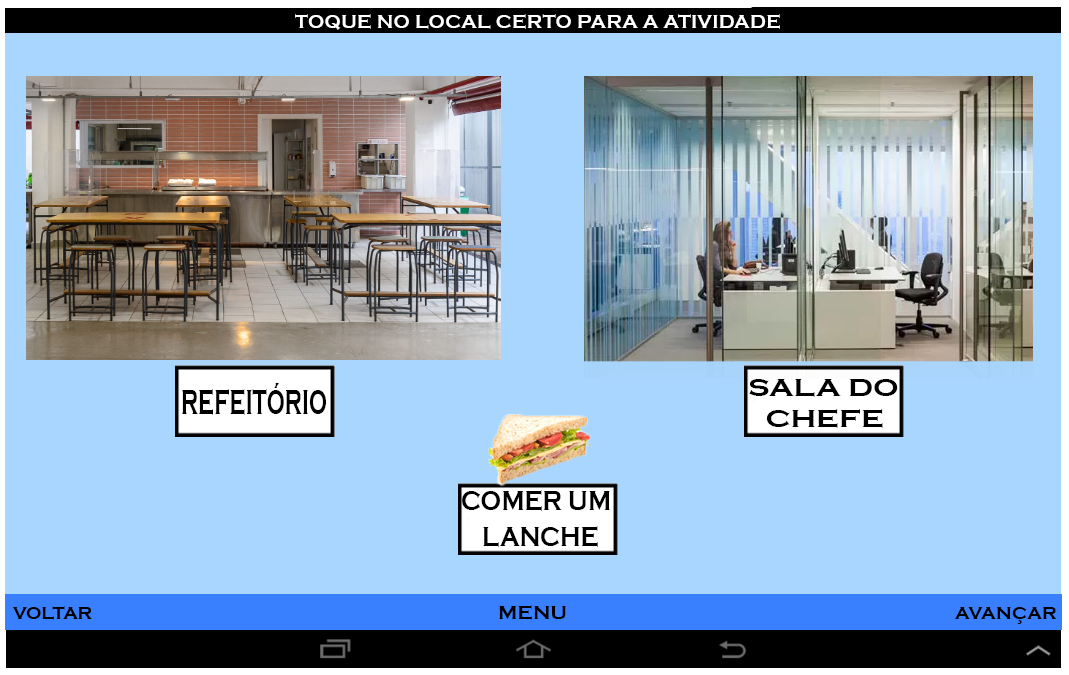 TOQUE NO LOCAL CERTO PARA A ATIVIDADE
REFEITÓRIO
SALA DO
CHEFE
COMER UM
LANCHE
VOLTAR
MENU
AVANÇAR